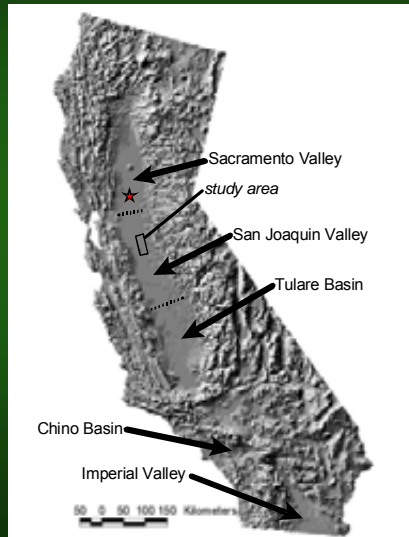 Sacramento Valley
study area
San Joaquin Valley
Tulare Basin
Chino Basin
Imperial Valley
50 0 50 100 150 Kilometers